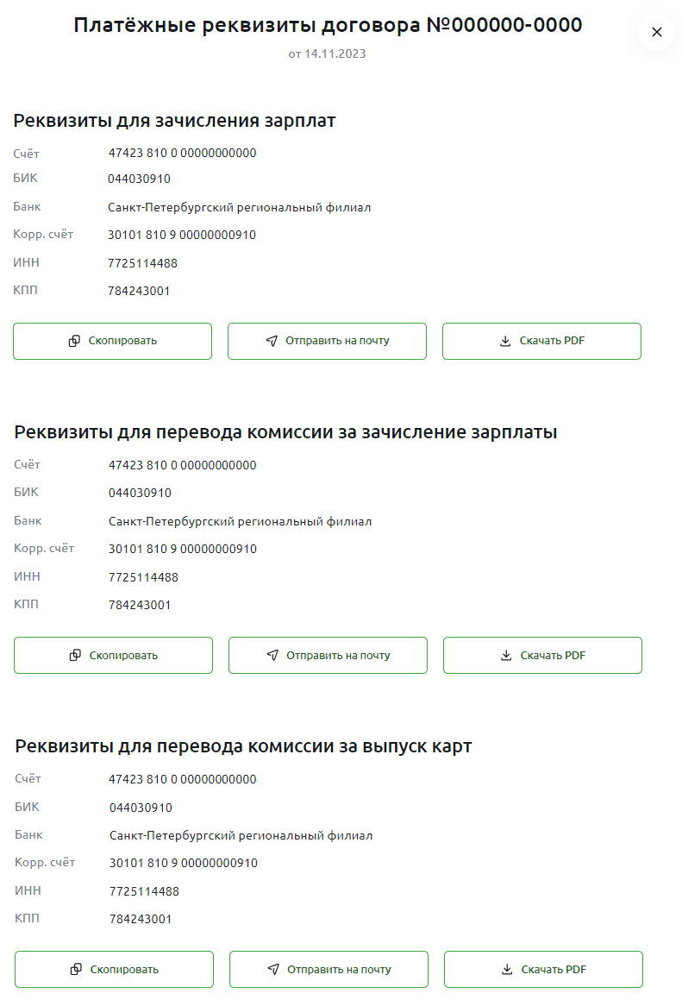 Платёжные реквизиты договора №000000-0000
от 14.11.2023
Реквизиты для зачисления зарплат
Счёт 47423 810 0 00000000000
БИК 044030910
Банк Санкт-Петербургский региональный филиал
Корр. счёт 30101 810 9 00000000910
ИНН 7725114488
КПП 784243001
Скопировать Отправить на почту Скачать PDF
Реквизиты для перевода комиссии за зачисление зарплаты
Счёт 47423 810 0 00000000000
БИК 044030910
Банк Санкт-Петербургский региональный филиал
Корр. счёт 30101 810 9 00000000910
ИНН 7725114488
КПП 784243001
Скопировать Отправить на почту Скачать PDF
Реквизиты для перевода комиссии за выпуск карт
Счёт 47423 810 0 00000000000
БИК 044030910
Банк Санкт-Петербургский региональный филиал
Корр. счёт 30101 810 9 00000000910
ИНН 7725114488
КПП 784243001
Скопировать Отправить на почту Скачать PDF